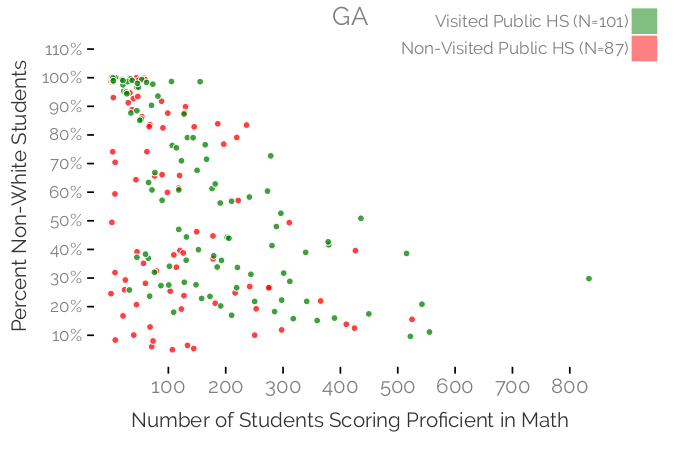 GA
Visited Public HS (N=101)
Non-Visited Public HS (N=87)
Percent Non-White Students
110%
100%
90%
80%
70%
60%
50%
40%
30%
20%
10%
100 200 300 400 500 600 700 800
Number of Students Scoring Proficient in Math